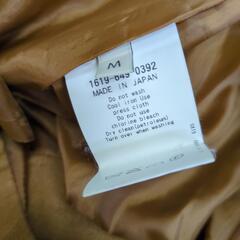 M
1619-649-0392
MADE IN JAPAN
Do not wash
Cool iron Use
press cloth
Do not use
chlorine bleach
Dry clean(petroleum)
Turn over when washing